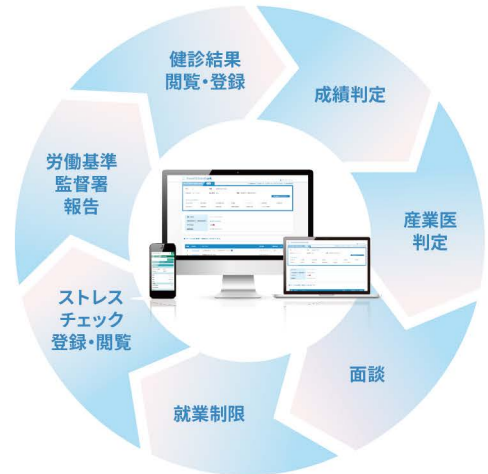 健診結果
閲覧・登録
成績判定
産業医
判定
面談
就業制限
ストレス
チェック
登録・閲覧
労働基準
監督署
報告